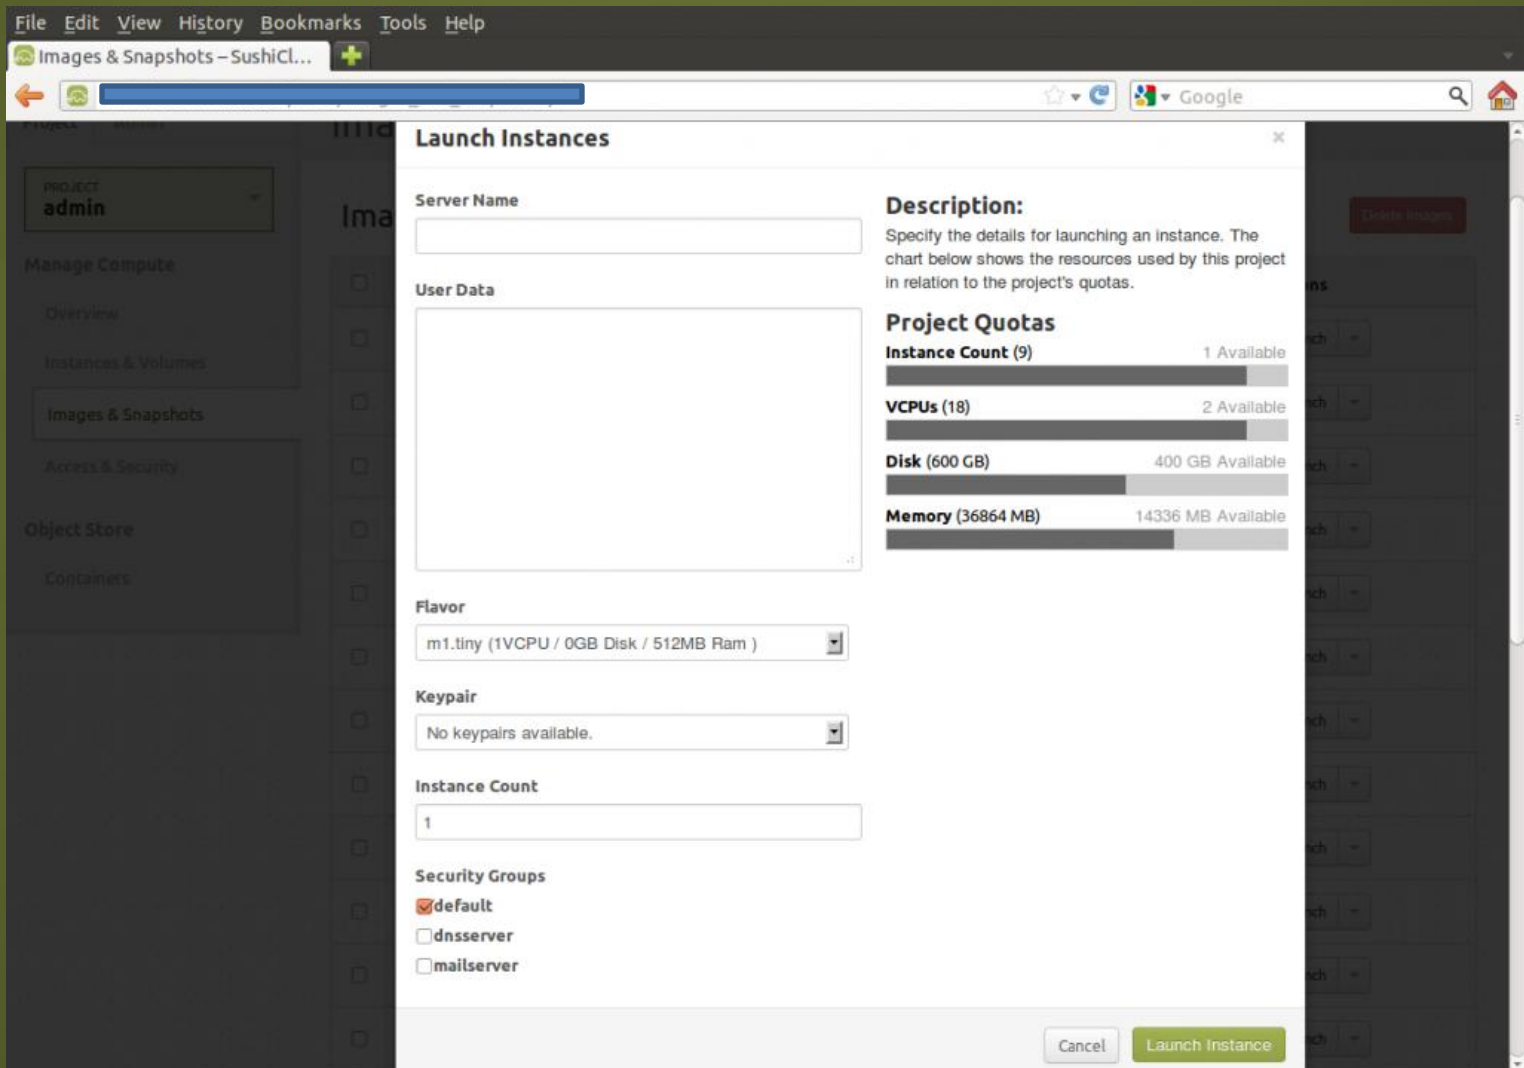 File Edit View History Bookmarks Tools Help
Images & Snapshots – SushiCl...
Google
Project Admin
Launch Instances ×
PROJECT
admin
Manage Compute
Overview
Instances & Volumes
Images & Snapshots
Access & Security
Object Store
Containers
Delete Images
Server Name
User Data
Flavor
m1.tiny (1VCPU / 0GB Disk / 512MB Ram )
Keypair
No keypairs available.
Instance Count
1
Security Groups
default
dnsserver
mailserver
Description:
Specify the details for launching an instance. The
chart below shows the resources used by this project
in relation to the project's quotas.
Project Quotas
Instance Count (9) 1 Available
VCPUs (18) 2 Available
Disk (600 GB) 400 GB Available
Memory (36864 MB) 14336 MB Available
Cancel Launch Instance